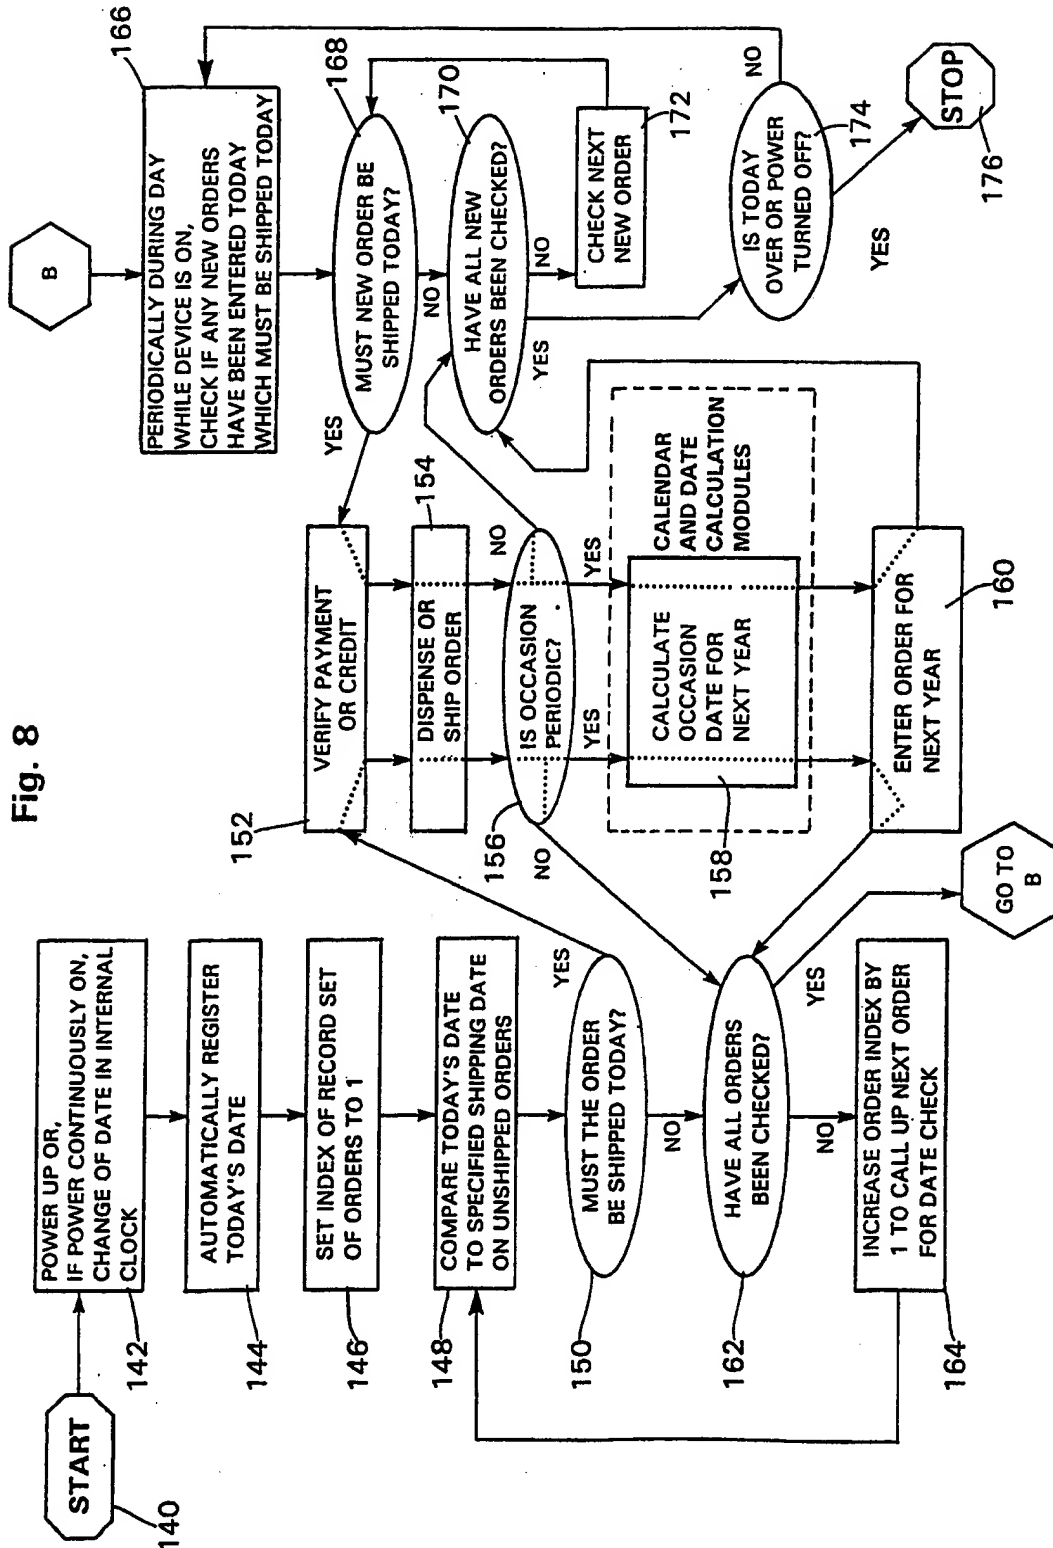 Fig. 8
START
140
POWER UP OR,
IF POWER CONTINUOUSLY ON,
CHANGE OF DATE IN INTERNAL
CLOCK
142
AUTOMATICALLY REGISTER
TODAY'S DATE
144
SET INDEX OF RECORD SET
OF ORDERS TO 1
146
COMPARE TODAY'S DATE
TO SPECIFIED SHIPPING DATE
ON UNSHIPPED ORDERS
148
MUST THE ORDER
BE SHIPPED TODAY?
150
YES
NO
HAVE ALL ORDERS
BEEN CHECKED?
162
YES
NO
INCREASE ORDER INDEX BY
1 TO CALL UP NEXT ORDER
FOR DATE CHECK
164
GO TO
B
152
VERIFY PAYMENT
OR CREDIT
DISPENSE OR
SHIP ORDER
154
IS OCCASION
PERIODIC?
156
NO
NO
YES
YES
CALCULATE
OCCASION
DATE FOR
NEXT YEAR
158
CALENDAR
AND DATE
CALCULATION
MODULES
ENTER ORDER FOR
NEXT YEAR
160
B
PERIODICALLY DURING DAY
WHILE DEVICE IS ON,
CHECK IF ANY NEW ORDERS
HAVE BEEN ENTERED TODAY
WHICH MUST BE SHIPPED TODAY
166
MUST NEW ORDER BE
SHIPPED TODAY?
168
YES
NO
HAVE ALL NEW
ORDERS BEEN CHECKED?
170
YES
NO
CHECK NEXT
NEW ORDER
172
IS TODAY
OVER OR POWER
TURNED OFF?
174
NO
YES
STOP
176